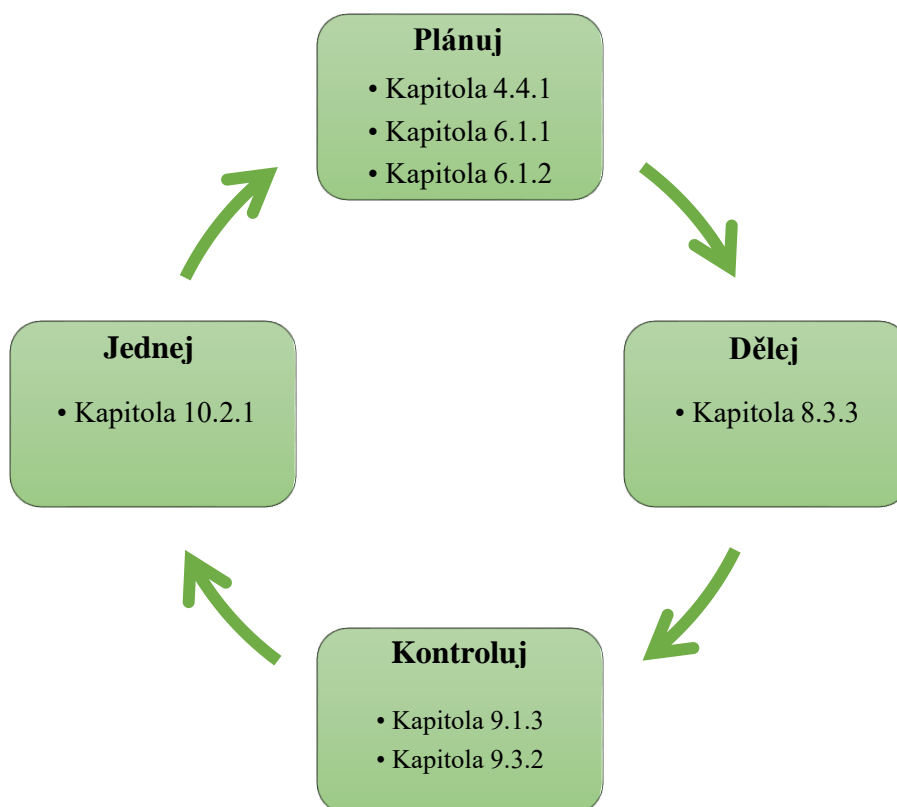 Plánuj
• Kapitola 4.4.1
• Kapitola 6.1.1
• Kapitola 6.1.2
Jednej
• Kapitola 10.2.1
Dělej
• Kapitola 8.3.3
Kontroluj
• Kapitola 9.1.3
• Kapitola 9.3.2